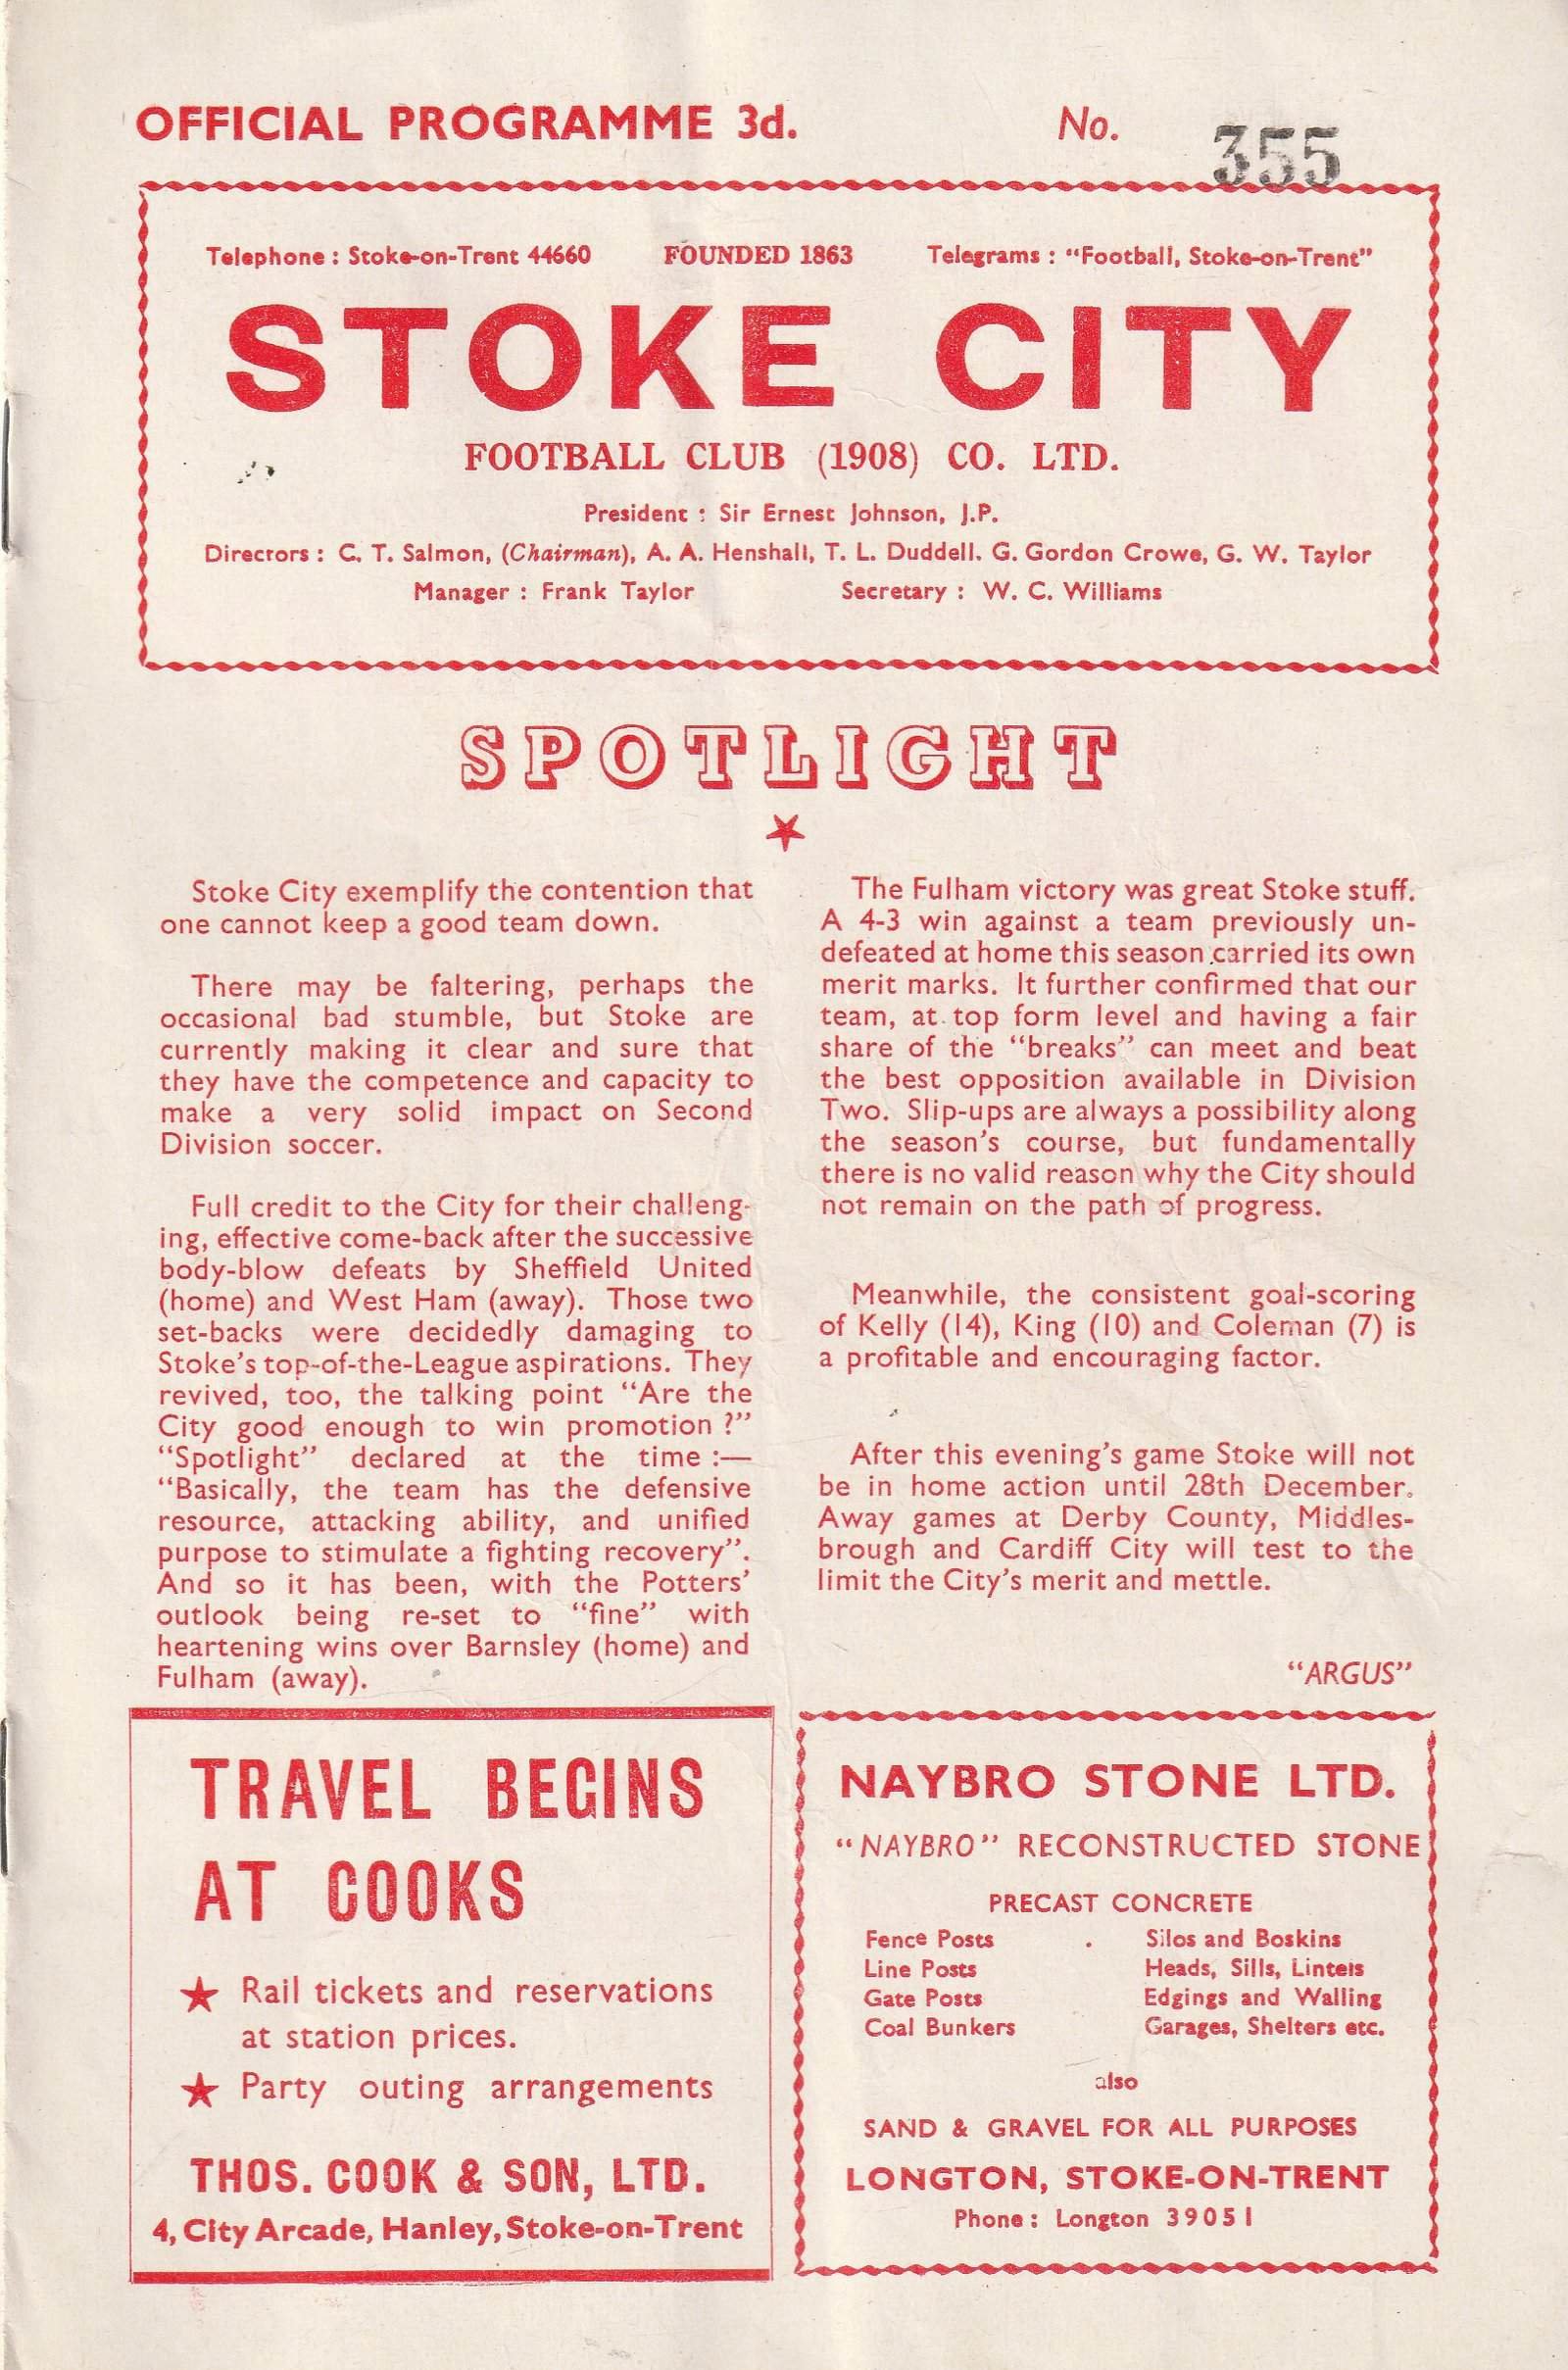 OFFICIAL PROGRAMME 3d. No. 355
Telephone : Stoke-on-Trent 44660 FOUNDED 1863 Telegrams : "Football, Stoke-on-Trent"
STOKE CITY
FOOTBALL CLUB (1908) CO. LTD.
President : Sir Ernest Johnson, J.P.
Directors : C. T. Salmon, (Chairman), A. A. Henshall, T. L. Duddell. G. Gordon Crowe, G. W. Taylor
Manager : Frank Taylor Secretary : W. C. Williams
SPOTLIGHT
Stoke City exemplify the contention that
one cannot keep a good team down.
There may be faltering, perhaps the
occasional bad stumble, but Stoke are
currently making it clear and sure that
they have the competence and capacity to
make a very solid impact on Second
Division soccer.
Full credit to the City for their challeng-
ing, effective come-back after the successive
body-blow defeats by Sheffield United
(home) and West Ham (away). Those two
set-backs were decidedly damaging to
Stoke's top-of-the-League aspirations. They
revived, too, the talking point "Are the
City good enough to win promotion ?"
"Spotlight" declared at the time :—
"Basically, the team has the defensive
resource, attacking ability, and unified
purpose to stimulate a fighting recovery".
And so it has been, with the Potters'
outlook being re-set to "fine" with
heartening wins over Barnsley (home) and
Fulham (away).
The Fulham victory was great Stoke stuff.
A 4-3 win against a team previously un-
defeated at home this season carried its own
merit marks. It further confirmed that our
team, at top form level and having a fair
share of the "breaks" can meet and beat
the best opposition available in Division
Two. Slip-ups are always a possibility along
the season's course, but fundamentally
there is no valid reason why the City should
not remain on the path of progress.
Meanwhile, the consistent goal-scoring
of Kelly (14), King (10) and Coleman (7) is
a profitable and encouraging factor.
After this evening's game Stoke will not
be in home action until 28th December.
Away games at Derby County, Middles-
brough and Cardiff City will test to the
limit the City's merit and mettle.
"ARGUS"
TRAVEL BEGINS
AT COOKS
Rail tickets and reservations
at station prices.
Party outing arrangements
THOS. COOK & SON, LTD.
4, City Arcade, Hanley, Stoke-on-Trent
NAYBRO STONE LTD.
"NAYBRO" RECONSTRUCTED STONE
PRECAST CONCRETE
Fence Posts . Silos and Boskins
Line Posts Heads, Sills, Lintels
Gate Posts Edgings and Walling
Coal Bunkers Garages, Shelters etc.
also
SAND & GRAVEL FOR ALL PURPOSES
LONGTON, STOKE-ON-TRENT
Phone : Longton 39051